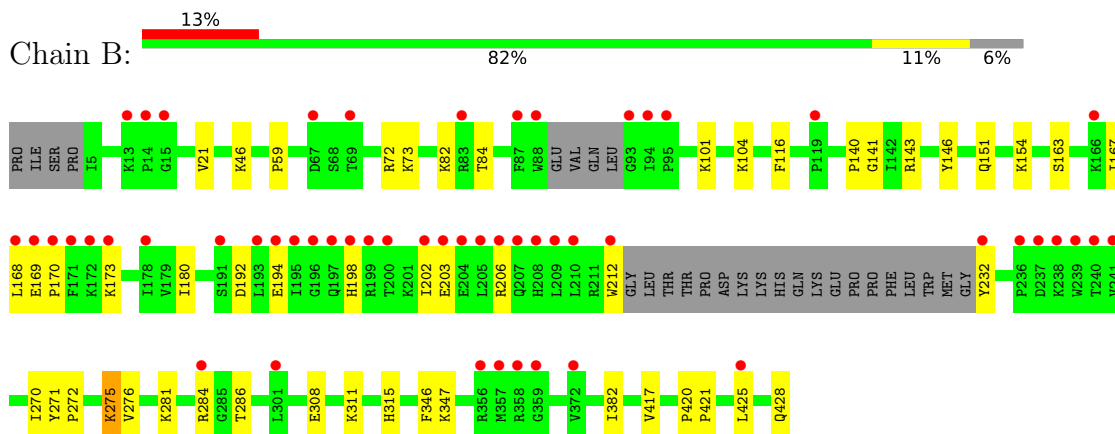 13%
Chain B:
82% 11% 6%
PRO ILE SER PRO I5 K13 P14 G15 V21 K46 P59 D67 S68 T69 R72 K73 K82 R83 T84 F87 W88 GLU VAL GLN LEU G93 I94 P95 K101 K104 F116 P119 P140 G141 I142 R143 Y146 Q151 K154 S163 K166 I167
L168 E169 P170 F171 K172 K173 I178 V179 I180 S191 D192 L193 E194 I195 G196 Q197 H198 R199 T200 K201 I202 E203 E204 L205 R206 Q207 H208 L209 L210 R211 W212 GLY LEU THR THR PRO ASP LYS LYS HIS GLN LYS GLU PRO PRO PHE LEU TRP MET GLY Y232 P236 D237 K238 W239 T240 V241
I270 Y271 P272 K275 V276 K281 R284 G285 T286 L301 E308 K311 H315 F346 K347 R356 M357 R358 G359 V372 I382 V417 P420 P421 L425 Q428